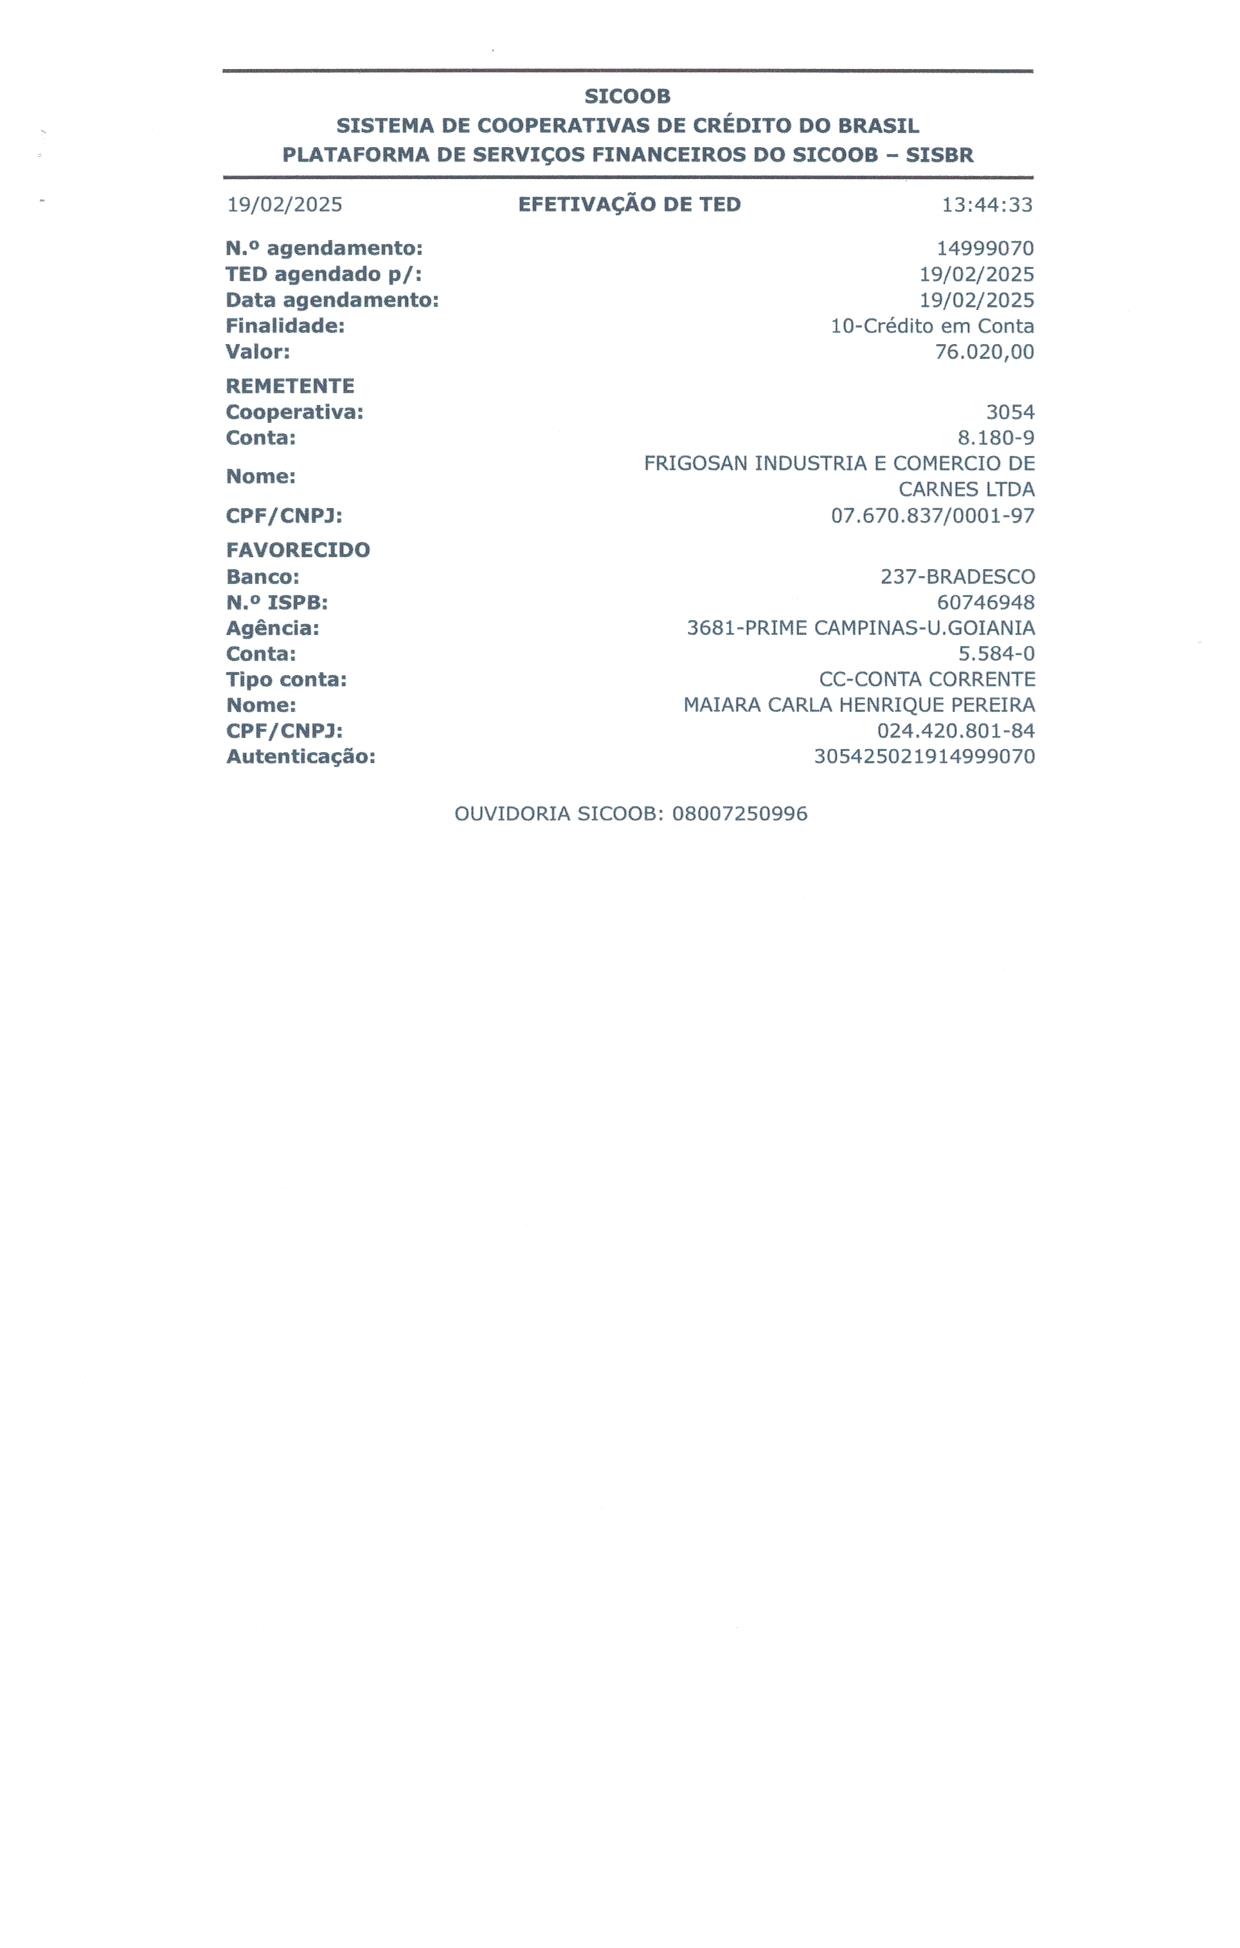 SICOOB
SISTEMA DE COOPERATIVAS DE CRÉDITO DO BRASIL
PLATAFORMA DE SERVIÇOS FINANCEIROS DO SICOOB – SISBR
19/02/2025 EFETIVAÇÃO DE TED 13:44:33
N.º agendamento: 14999070
TED agendado p/: 19/02/2025
Data agendamento: 19/02/2025
Finalidade: 10-Crédito em Conta
Valor: 76.020,00
REMETENTE
Cooperativa: 3054
Conta: 8.180-9
Nome: FRIGOSAN INDUSTRIA E COMERCIO DE
CARNES LTDA
CPF/CNPJ: 07.670.837/0001-97
FAVORECIDO
Banco: 237-BRADESCO
N.º ISPB: 60746948
Agência: 3681-PRIME CAMPINAS-U.GOIANIA
Conta: 5.584-0
Tipo conta: CC-CONTA CORRENTE
Nome: MAIARA CARLA HENRIQUE PEREIRA
CPF/CNPJ: 024.420.801-84
Autenticação: 305425021914999070
OUVIDORIA SICOOB: 08007250996